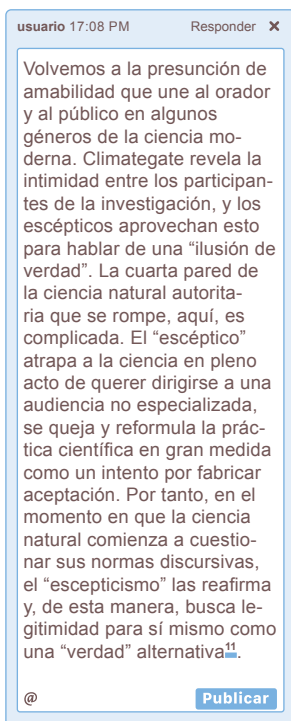 usuario 17:08 PM Responder ✕
Volvemos a la presunción de
amabilidad que une al orador
y al público en algunos
géneros de la ciencia mo-
derna. Climategate revela la
intimidad entre los participan-
tes de la investigación, y los
escépticos aprovechan esto
para hablar de una “ilusión de
verdad”. La cuarta pared de
la ciencia natural autorita-
ria que se rompe, aquí, es
complicada. El “escéptico”
atrapa a la ciencia en pleno
acto de querer dirigirse a una
audiencia no especializada,
se queja y reformula la prác-
tica científica en gran medida
como un intento por fabricar
aceptación. Por tanto, en el
momento en que la ciencia
natural comienza a cuestio-
nar sus normas discursivas,
el “escepticismo” las reafirma
y, de esta manera, busca le-
gitimidad para sí mismo como
una “verdad” alternativa11.
@ Publicar